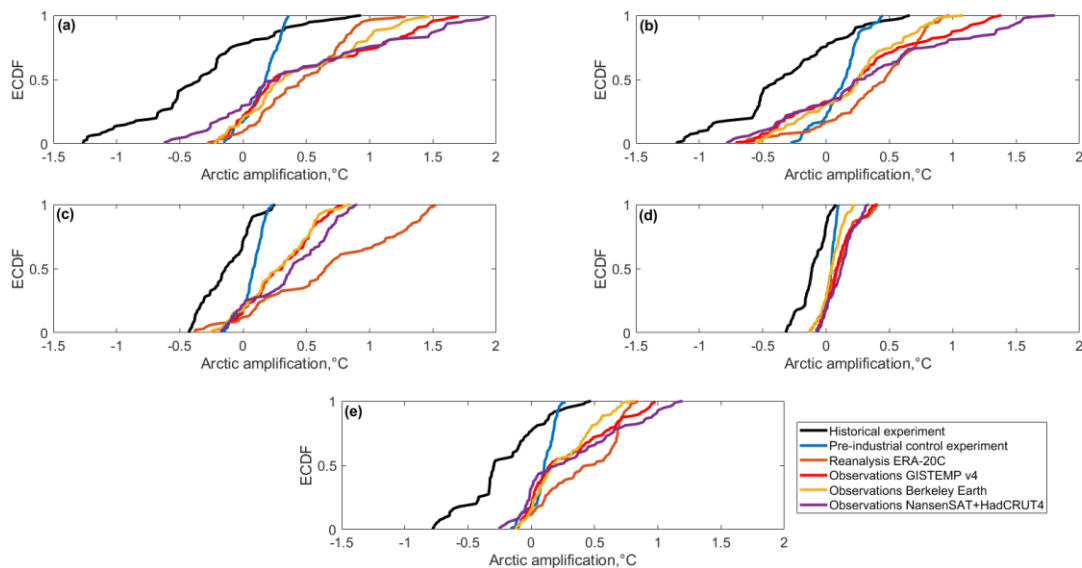 (a)
ECDF
1
0.5
0
-1.5 -1 -0.5 0 0.5 1 1.5 2
Arctic amplification,°C
(b)
ECDF
1
0.5
0
-1.5 -1 -0.5 0 0.5 1 1.5 2
Arctic amplification,°C
(c)
ECDF
1
0.5
0
-1.5 -1 -0.5 0 0.5 1 1.5 2
Arctic amplification,°C
(d)
ECDF
1
0.5
0
-1.5 -1 -0.5 0 0.5 1 1.5 2
Arctic amplification,°C
(e)
ECDF
1
0.5
0
-1.5 -1 -0.5 0 0.5 1 1.5 2
Arctic amplification,°C
Historical experiment
Pre-industrial control experiment
Reanalysis ERA-20C
Observations GISTEMP v4
Observations Berkeley Earth
Observations NansenSAT+HadCRUT4